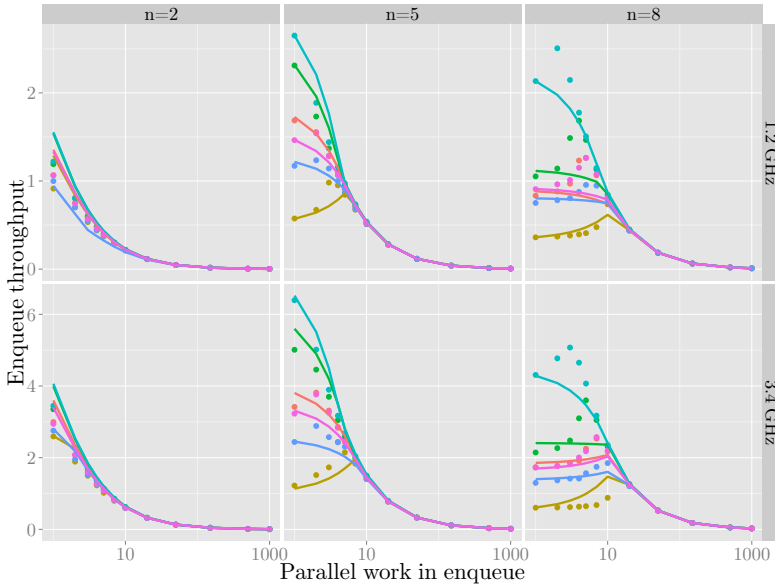 n=2
n=5
n=8
Enqueue throughput
2
1
0
1.2 GHz
6
4
2
0
3.4 GHz
10
1000
10
1000
10
1000
Parallel work in enqueue